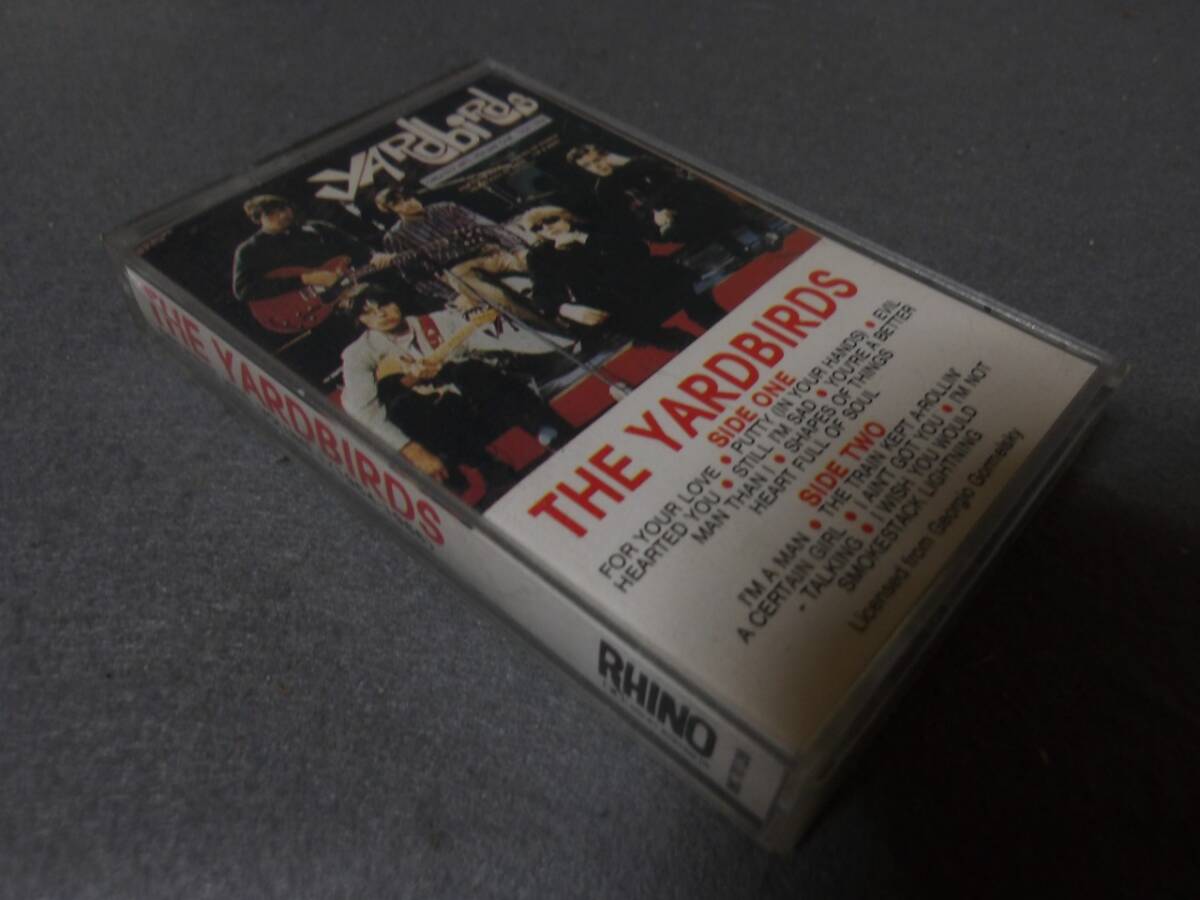 YARdbiRds
THE YARDBIRDS
SIDE ONE
FOR YOUR LOVE • PUTTY (IN YOUR HANDS) • EVIL
HEARTED YOU • STILL I'M SAD • YOU'RE A BETTER
MAN THAN I • SHAPES OF THINGS
HEART FULL OF SOUL
SIDE TWO
I'M A MAN • THE TRAIN KEPT A-ROLLIN'
A CERTAIN GIRL • I AIN'T GOT YOU • I'M NOT
- TALKING • I WISH YOU WOULD
SMOKESTACK LIGHTNING
Licensed from Georgio Gomelsky
THE YARDBIRDS
RHINO